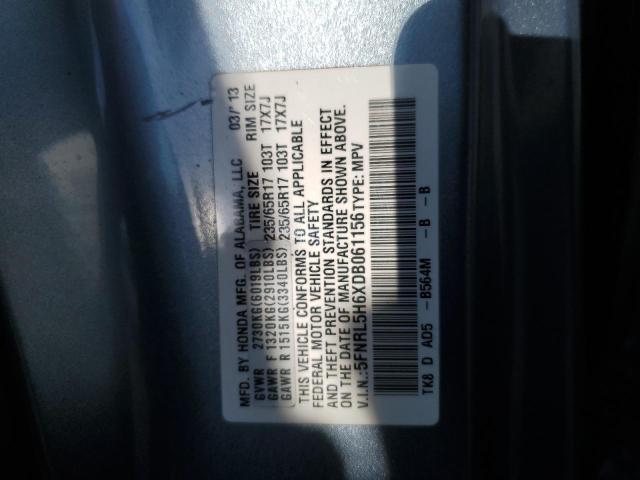 MFD. BY HONDA MFG. OF ALABAMA, LLC 03/'13
TIRE SIZE RIM SIZE
GVWR 2730KG(6019LBS)
GAWR F 1320KG(2910LBS) 235/65R17 103T 17X7J
GAWR R 1515KG(3340LBS) 235/65R17 103T 17X7J
THIS VEHICLE CONFORMS TO ALL APPLICABLE
FEDERAL MOTOR VEHICLE SAFETY
AND THEFT PREVENTION STANDARDS IN EFFECT
ON THE DATE OF MANUFACTURE SHOWN ABOVE.
V.I.N.:5FNRL5H6XDB061156 TYPE: MPV
TK8 D AD5 -B564M - B - B